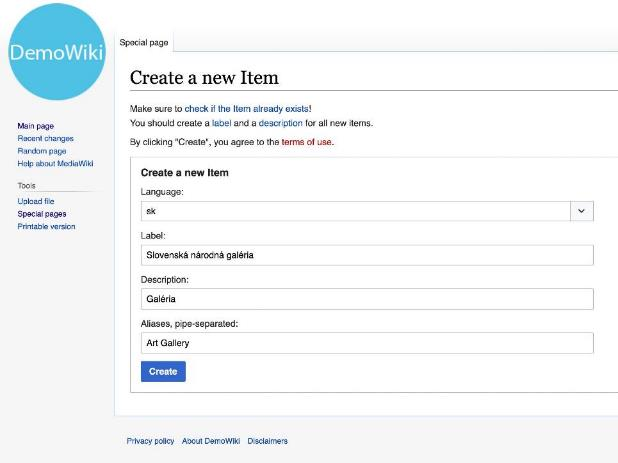 DemoWiki
Main page
Recent changes
Random page
Help about MediaWiki
Tools
Upload file
Special pages
Printable version
Special page
Create a new Item
Make sure to check if the Item already exists!
You should create a label and a description for all new items.
By clicking "Create", you agree to the terms of use.
Create a new Item
Language:
sk
Label:
Slovenská národná galéria
Description:
Galéria
Aliases, pipe-separated:
Art Gallery
Create
Privacy policy About DemoWiki Disclaimers